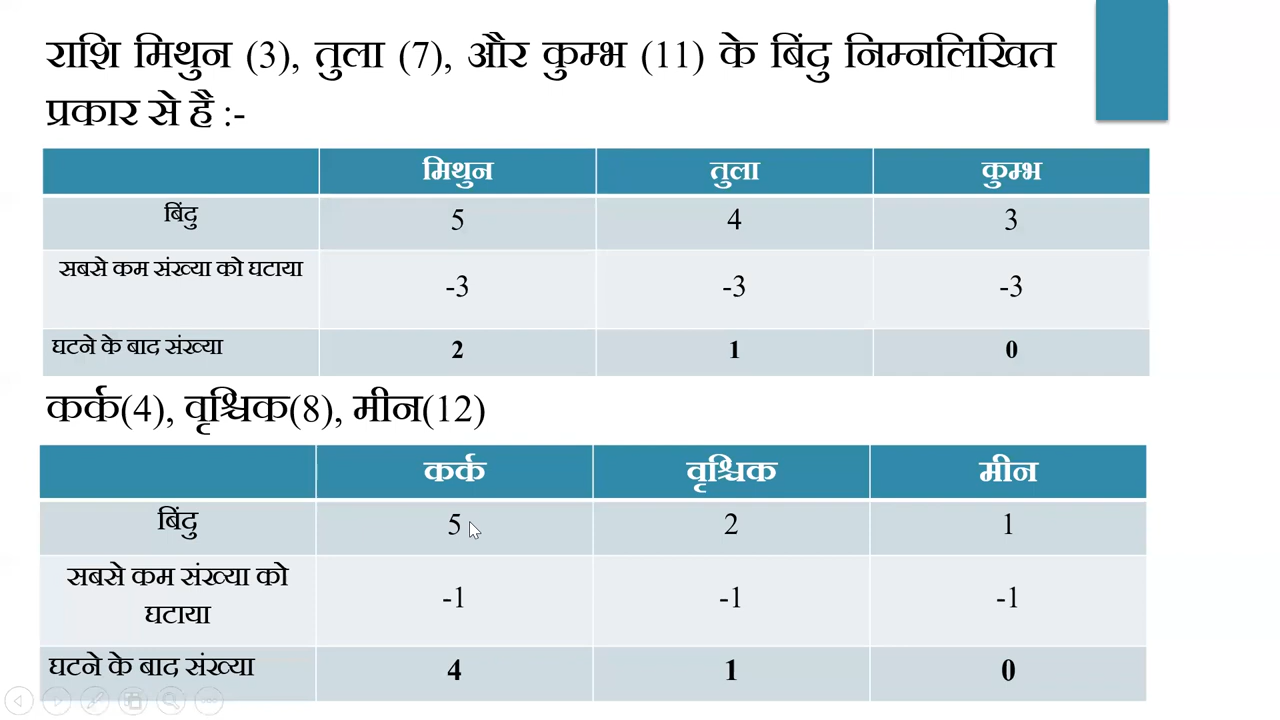 राशि मिथुन (3), तुला (7), और कुम्भ (11) के बिंदु निम्नलिखित
प्रकार से है :-
मिथुन तुला कुम्भ
बिंदु 5 4 3
सबसे कम संख्या को घटाया -3 -3 -3
घटने के बाद संख्या 2 1 0
कर्क(4), वृश्चिक(8), मीन(12)
कर्क वृश्चिक मीन
बिंदु 5 2 1
सबसे कम संख्या को
घटाया -1 -1 -1
घटने के बाद संख्या 4 1 0